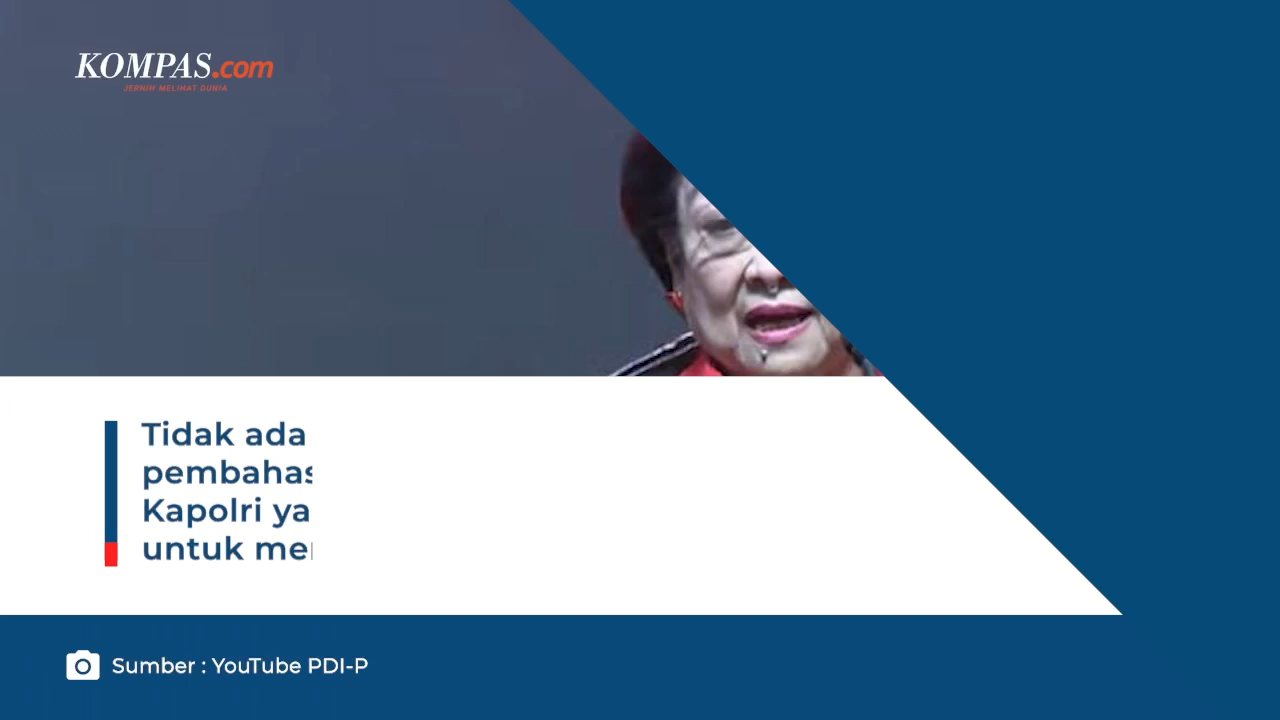 KOMPAS.com
JERNIH MELIHAT DUNIA
Tidak ada
pembahas
Kapolri ya
untuk me
Sumber : YouTube PDI-P